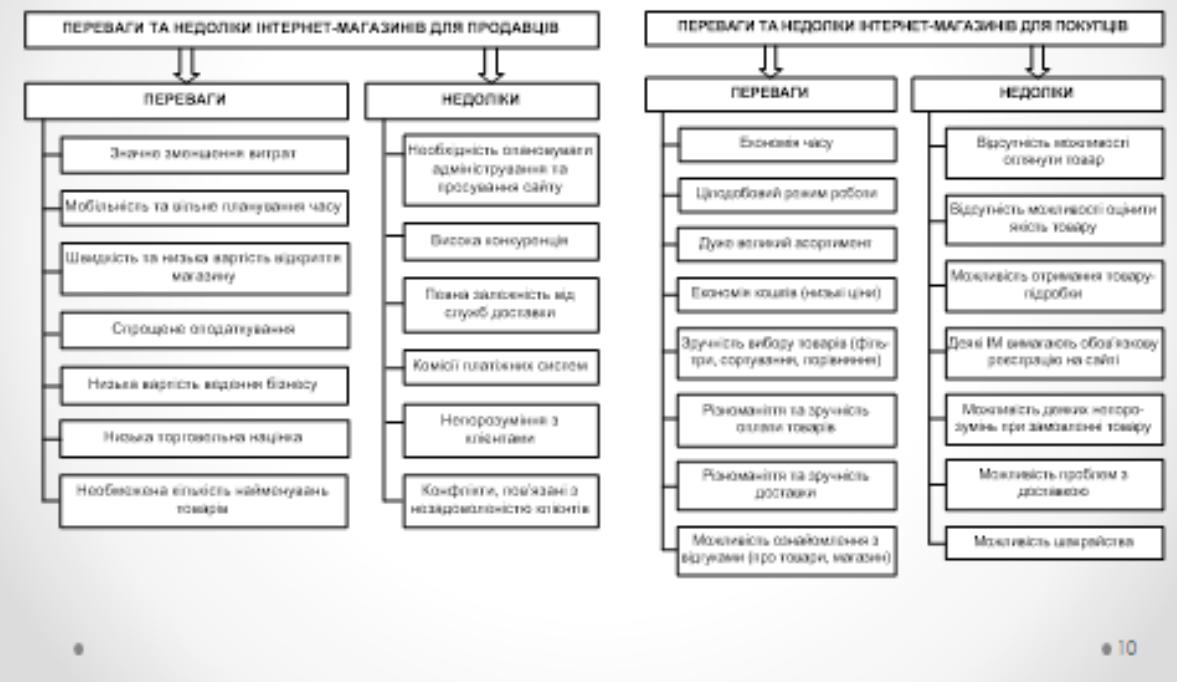 ПЕРЕВАГИ ТА НЕДОЛІКИ ІНТЕРНЕТ-МАГАЗИНІВ ДЛЯ ПРОДАВЦІВ
ПЕРЕВАГИ
Значне зменшення витрат
Мобільність та вільне планування часу
Швидкість та низька вартість відкриття
магазину
Спрощене оподаткування
Низька вартість ведення бізнесу
Низька торговельна націнка
Необмежена кількість найменувань
товарів
НЕДОЛІКИ
Необхідність опановувати
адміністрування та
просування сайту
Висока конкуренція
Повна залежність від
служб доставки
Комісії платіжних систем
Непорозуміння з
клієнтами
Конфлікти, пов'язані з
незадоволеністю клієнтів
ПЕРЕВАГИ ТА НЕДОЛІКИ ІНТЕРНЕТ-МАГАЗИНІВ ДЛЯ ПОКУПЦІВ
ПЕРЕВАГИ
Економія часу
Цілодобовий режим роботи
Дуже великий асортимент
Економія коштів (низькі ціни)
Зручність вибору товарів (філь-
три, сортування, порівняння)
Різноманіття та зручність
оплати товарів
Різноманіття та зручність
доставки
Можливість ознайомлення з
відгуками (про товари, магазин)
НЕДОЛІКИ
Відсутність можливості
оглянути товар
Відсутність можливості оцінити
якість товару
Можливість отримання товару-
підробки
Деякі ІМ вимагають обов'язкову
реєстрацію на сайті
Можливість деяких непоро-
зумінь при замовленні товару
Можливість проблем з
доставкою
Можливість шахрайства
10